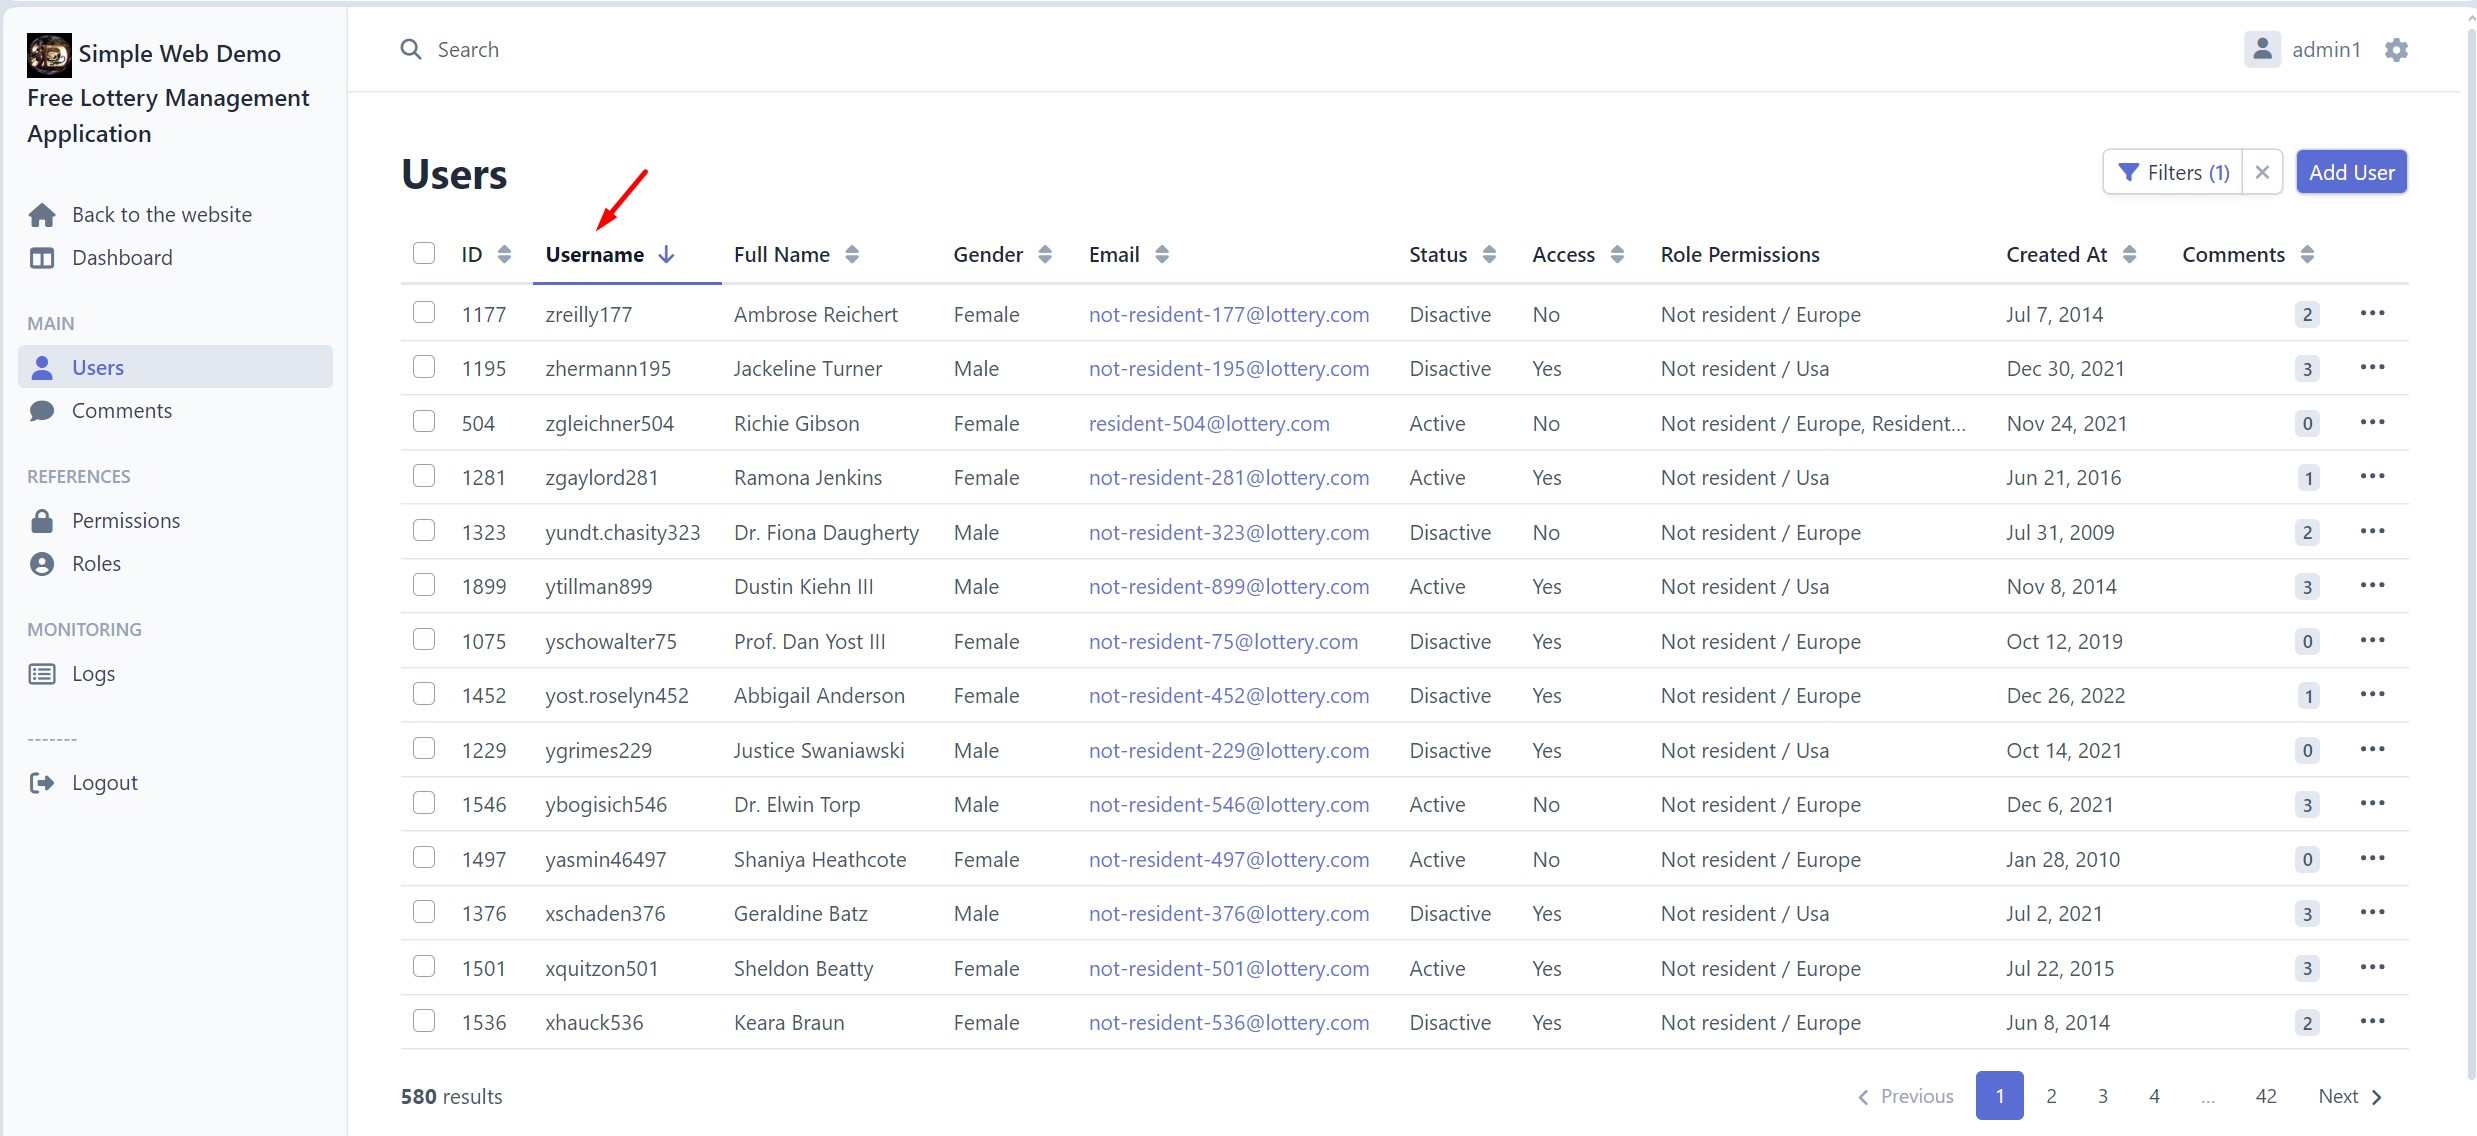 Simple Web Demo
Free Lottery Management
Application
Back to the website
Dashboard
MAIN
Users
Comments
REFERENCES
Permissions
Roles
MONITORING
Logs
-------
Logout
Search
admin1
Users
Filters (1)
Add User
ID Username Full Name Gender Email Status Access Role Permissions Created At Comments
1177 zreilly177 Ambrose Reichert Female not-resident-177@lottery.com Disactive No Not resident / Europe Jul 7, 2014 2
1195 zhermann195 Jackeline Turner Male not-resident-195@lottery.com Disactive Yes Not resident / Usa Dec 30, 2021 3
504 zgleichner504 Richie Gibson Female resident-504@lottery.com Active No Not resident / Europe, Resident... Nov 24, 2021 0
1281 zgaylord281 Ramona Jenkins Female not-resident-281@lottery.com Active Yes Not resident / Usa Jun 21, 2016 1
1323 yundt.chasity323 Dr. Fiona Daugherty Male not-resident-323@lottery.com Disactive No Not resident / Europe Jul 31, 2009 2
1899 ytillman899 Dustin Kiehn III Male not-resident-899@lottery.com Active Yes Not resident / Usa Nov 8, 2014 3
1075 yschowalter75 Prof. Dan Yost III Female not-resident-75@lottery.com Disactive Yes Not resident / Europe Oct 12, 2019 0
1452 yost.roselyn452 Abbigail Anderson Female not-resident-452@lottery.com Disactive Yes Not resident / Europe Dec 26, 2022 1
1229 ygrimes229 Justice Swaniawski Male not-resident-229@lottery.com Disactive Yes Not resident / Usa Oct 14, 2021 0
1546 ybogisich546 Dr. Elwin Torp Male not-resident-546@lottery.com Active No Not resident / Europe Dec 6, 2021 3
1497 yasmin46497 Shaniya Heathcote Female not-resident-497@lottery.com Active No Not resident / Europe Jan 28, 2010 0
1376 xschaden376 Geraldine Batz Male not-resident-376@lottery.com Disactive Yes Not resident / Usa Jul 2, 2021 3
1501 xquitzon501 Sheldon Beatty Female not-resident-501@lottery.com Active Yes Not resident / Europe Jul 22, 2015 3
1536 xhauck536 Keara Braun Female not-resident-536@lottery.com Disactive Yes Not resident / Europe Jun 8, 2014 2
580 results
Previous 1 2 3 4 ... 42 Next